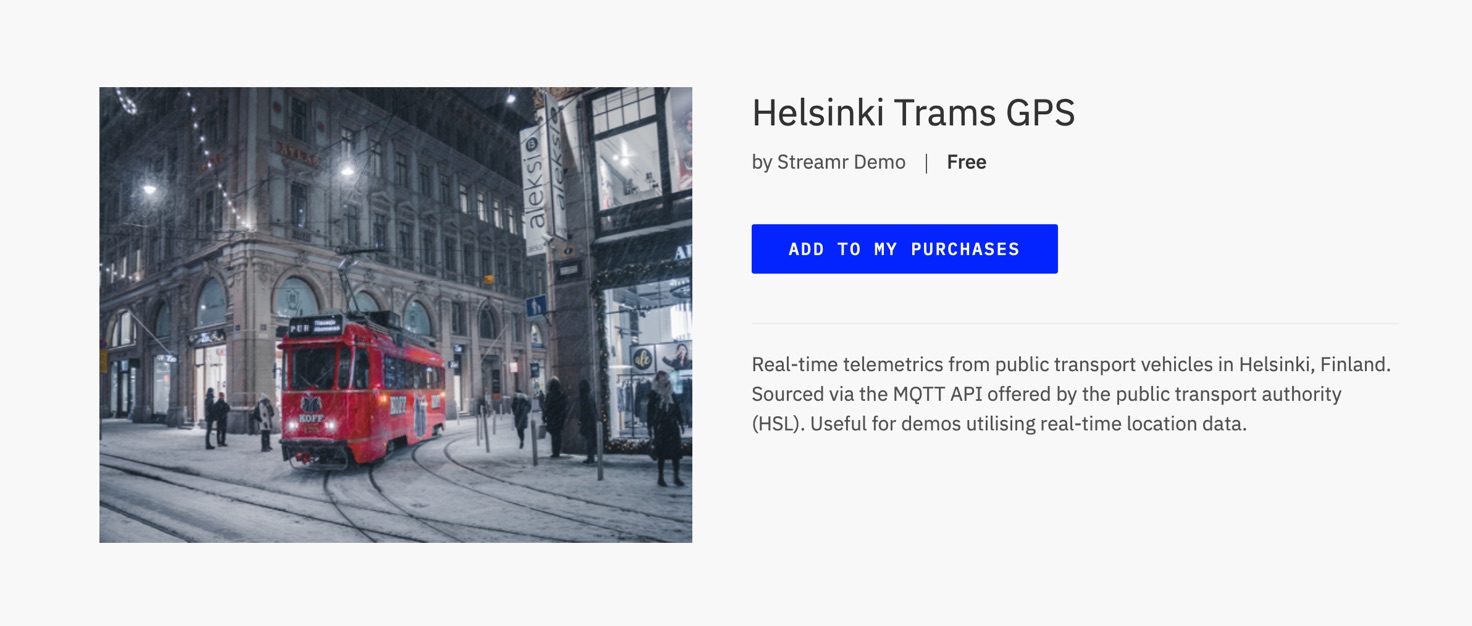 Helsinki Trams GPS
by Streamr Demo | Free
ADD TO MY PURCHASES
Real-time telemetrics from public transport vehicles in Helsinki, Finland.
Sourced via the MQTT API offered by the public transport authority
(HSL). Useful for demos utilising real-time location data.
ATLAS
aleksi
aleksi
PUB
KOFF